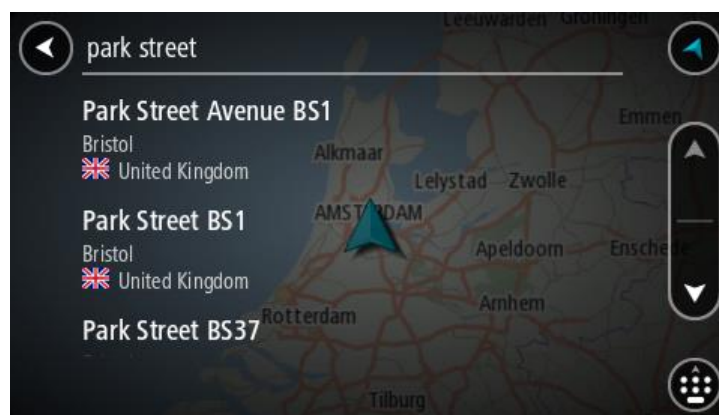 Leeuwarden Groningen
park street
Park Street Avenue BS1
Emmen
Bristol
Alkmaar
United Kingdom
Lelystad Zwolle
Park Street BS1
AMSTERDAM
Bristol
Apeldoorn
United Kingdom
Arnhem
Rotterdam
Park Street BS37
Tilburg